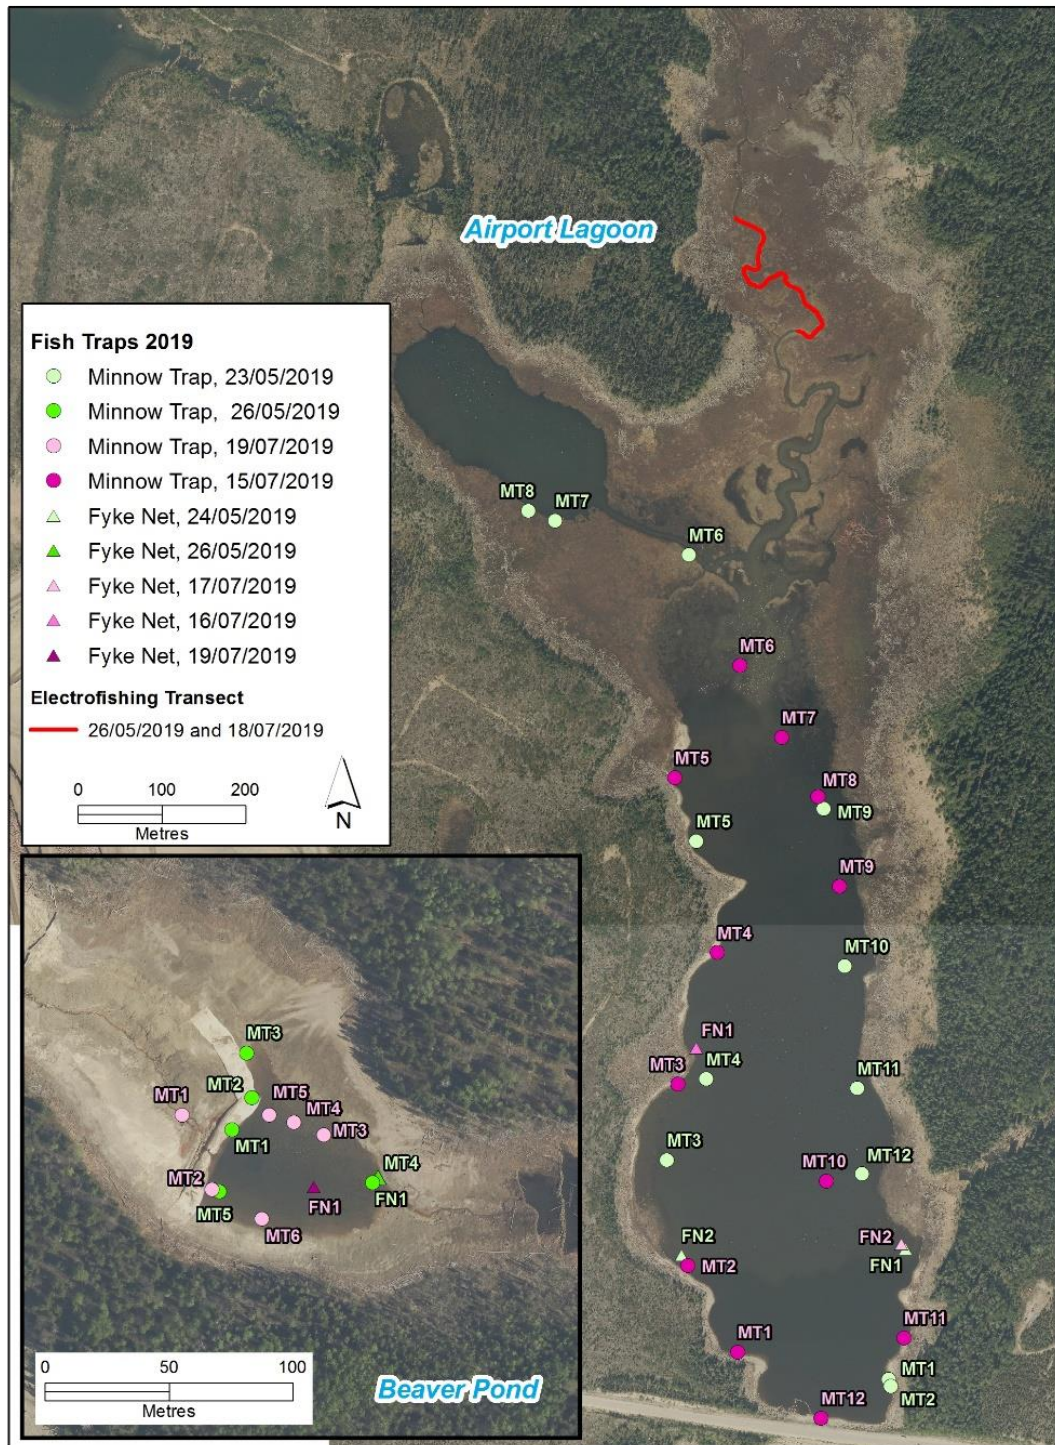 Airport Lagoon
Fish Traps 2019
Minnow Trap, 23/05/2019
Minnow Trap, 26/05/2019
Minnow Trap, 19/07/2019
Minnow Trap, 15/07/2019
Fyke Net, 24/05/2019
Fyke Net, 26/05/2019
Fyke Net, 17/07/2019
Fyke Net, 16/07/2019
Fyke Net, 19/07/2019
Electrofishing Transect
26/05/2019 and 18/07/2019
0 100 200
Metres
N
MT8
MT7
MT6
MT6
MT7
MT5
MT8
MT9
MT5
MT9
MT4
MT10
FN1
MT3
MT4
MT11
MT3
MT10
MT12
FN2
MT2
FN2
FN1
MT1
MT11
MT1
MT2
MT12
MT3
MT2
MT1
MT5
MT4
MT3
MT1
MT4
MT2
FN1
FN1
MT5
MT6
0 50 100
Metres
Beaver Pond